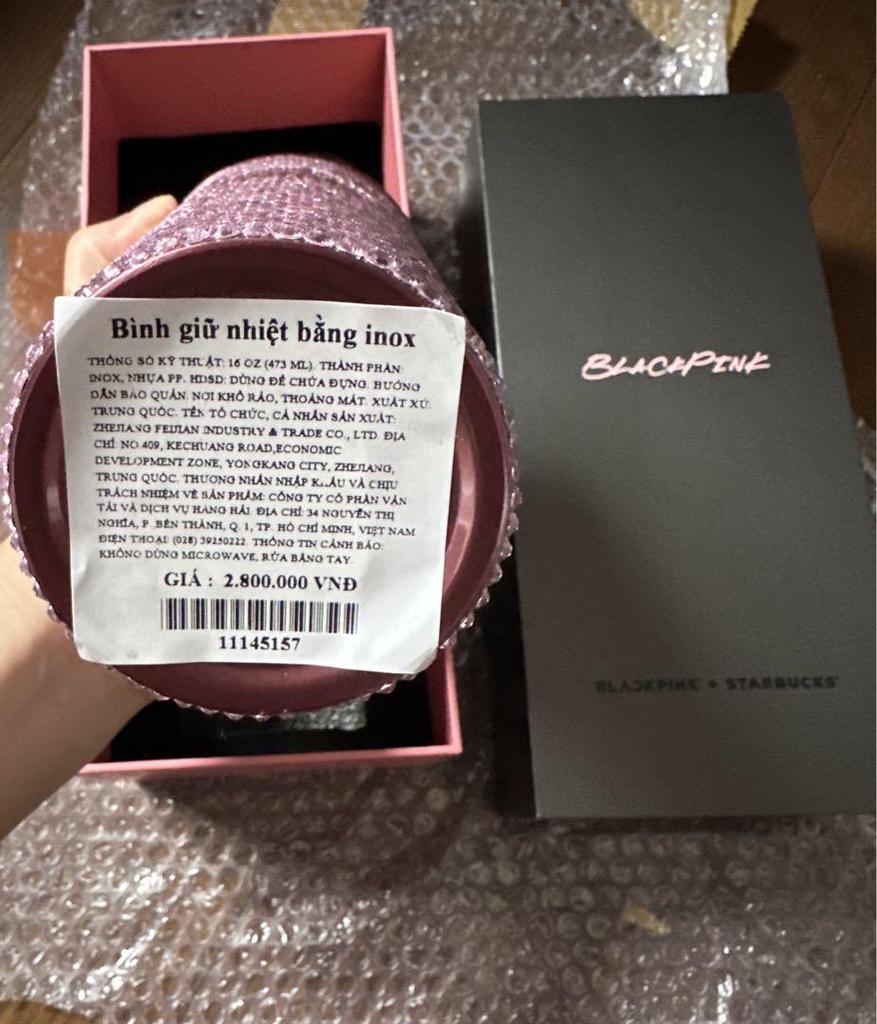 Bình giữ nhiệt bằng inox
THÔNG SỐ KỸ THUẬT: 16 OZ (473 ML). THÀNH PHẦN:
INOX, NHỰA PP. HDSD: DÙNG ĐỂ CHỨA ĐỰNG. HƯỚNG
DẪN BẢO QUẢN: NƠI KHÔ RÁO, THOÁNG MÁT. XUẤT XỨ:
TRUNG QUỐC. TÊN TỔ CHỨC, CÁ NHÂN SẢN XUẤT:
ZHEJIANG FEIJIAN INDUSTRY & TRADE CO., LTD. ĐỊA
CHỈ: NO.409, KECHUANG ROAD,ECONOMIC
DEVELOPMENT ZONE, YONGKANG CITY, ZHEJIANG,
TRUNG QUỐC. THƯƠNG NHÂN NHẬP KHẨU VÀ CHỊU
TRÁCH NHIỆM VỀ SẢN PHẨM: CÔNG TY CỔ PHẦN VẬN
TẢI VÀ DỊCH VỤ HÀNG HẢI. ĐỊA CHỈ: 34 NGUYỄN THỊ
NGHĨA, P. BẾN THÀNH, Q. 1, TP. HỒ CHÍ MINH, VIỆT NAM
ĐIỆN THOẠI: (028) 39250222. THÔNG TIN CẢNH BÁO:
KHÔNG DÙNG MICROWAVE, RỬA BẰNG TAY.
GIÁ : 2.800.000 VNĐ
11145157
BLACKPINK
BLACKPINK + STARBUCKS